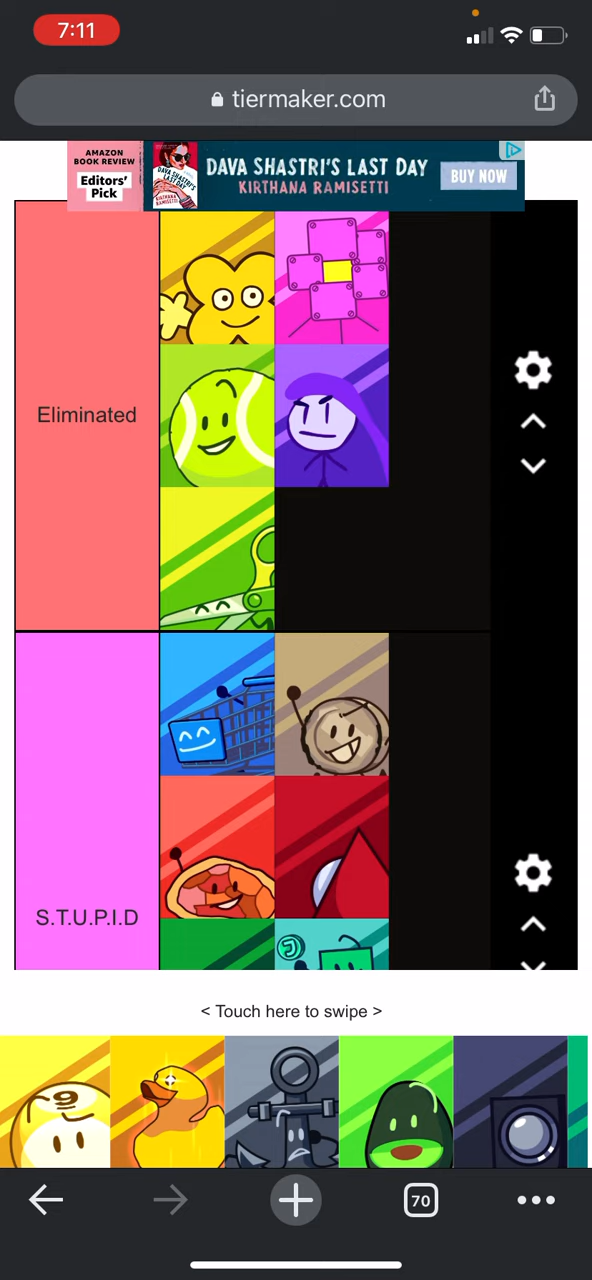 7:11
tiermaker.com
AMAZON
BOOK REVIEW
Editors'
Pick
DAVA SHASTRI'S LAST DAY
KIRTHANA RAMISETTI
BUY NOW
Eliminated
S.T.U.P.I.D
< Touch here to swipe >
9
70